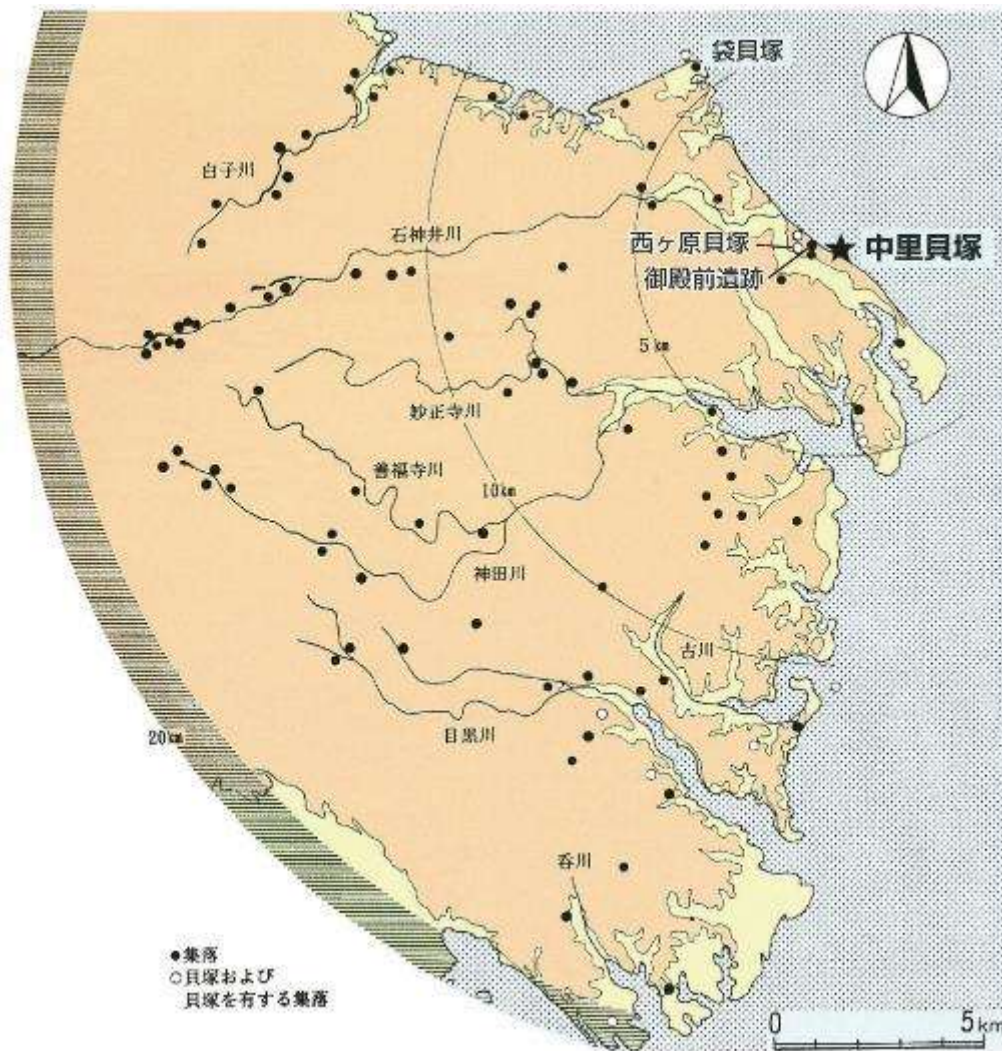 袋貝塚
白子川
石神井川
西ヶ原貝塚
★中里貝塚
御殿前遺跡
5km
妙正寺川
善福寺川
10km
神田川
古川
目黒川
20km
呑川
●集落
○貝塚および
貝塚を有する集落
0 5km